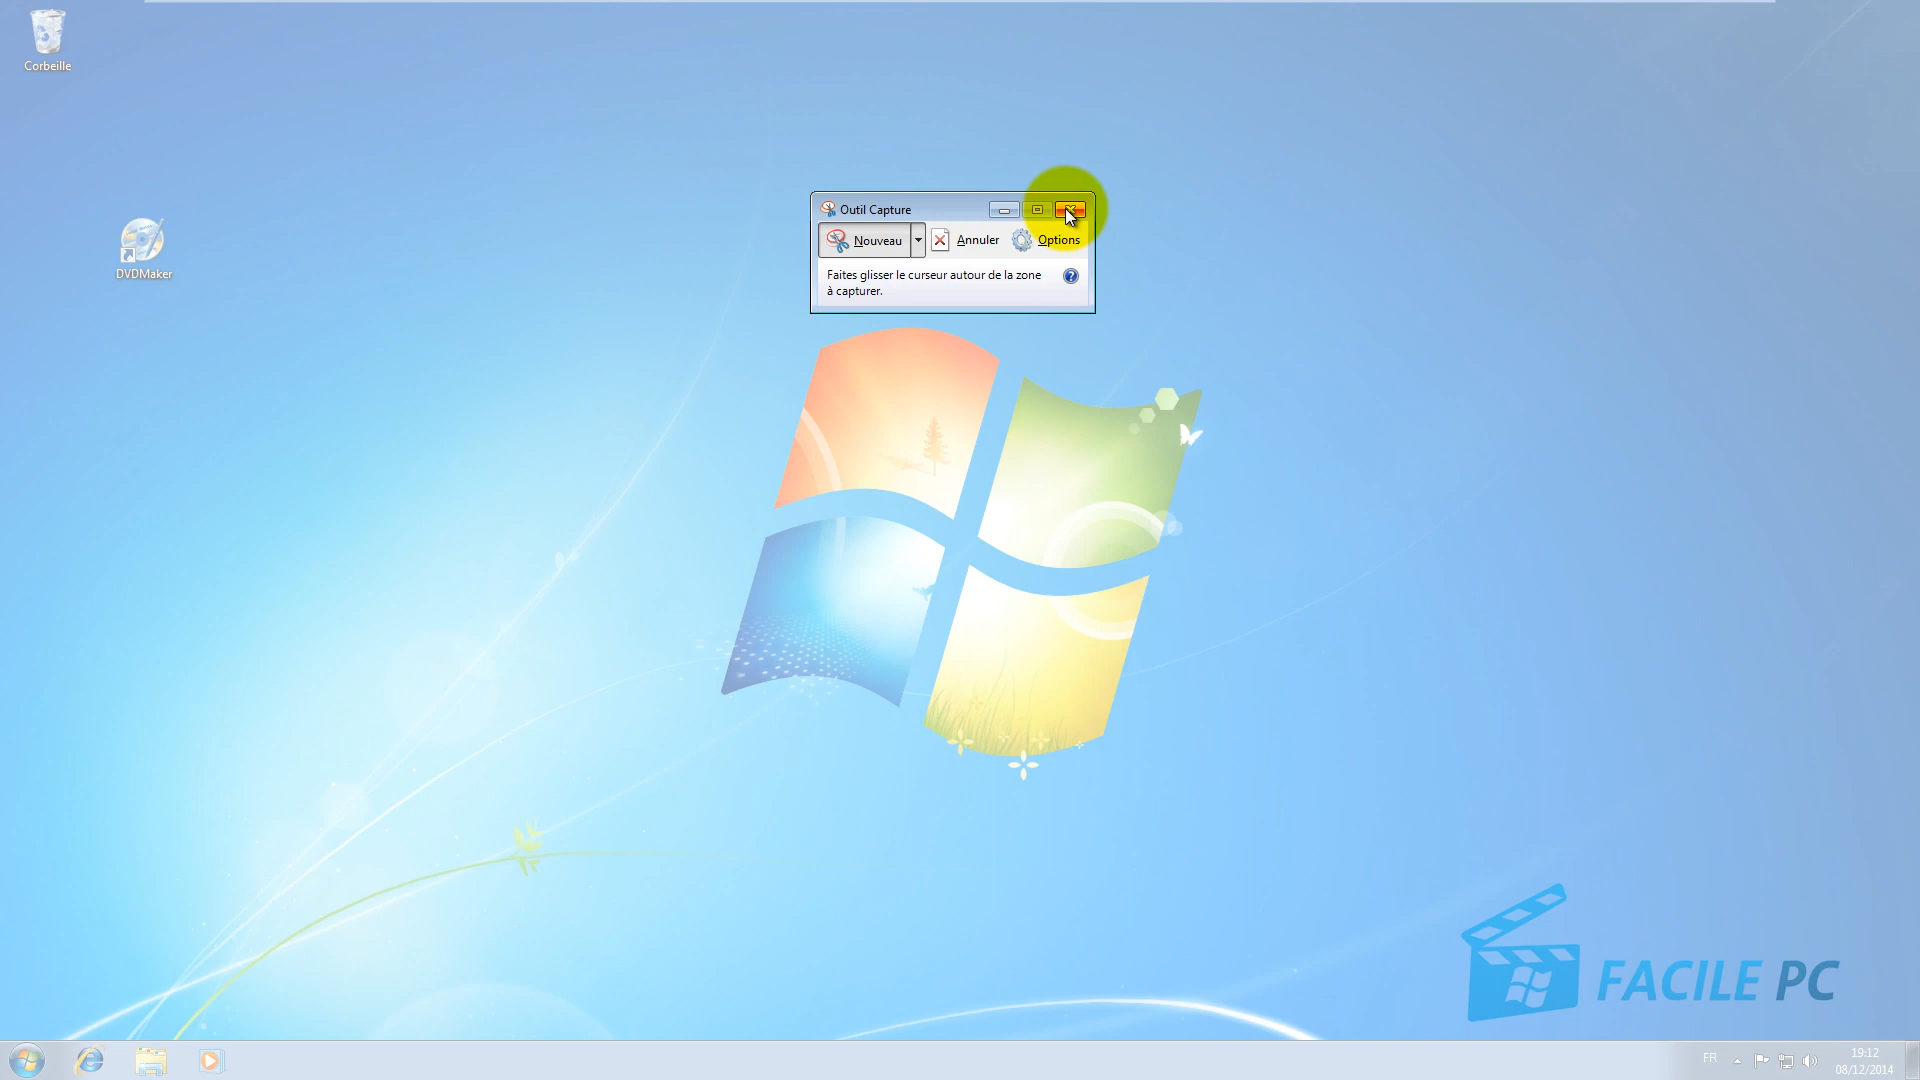 Corbeille
Outil Capture
Nouveau
Annuler
Options
DVDMaker
Faites glisser le curseur autour de la zone
à capturer.
FACILE PC
FR
19:12
08/12/2014